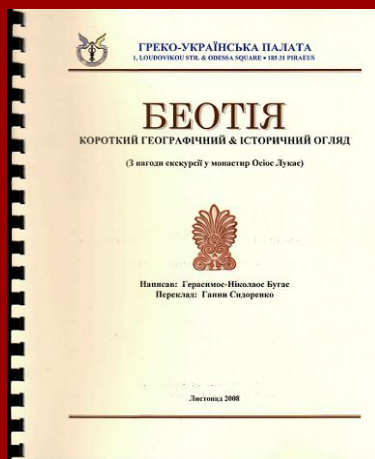 ГРЕКО-УКРАЇНСЬКА ПАЛАТА
1, LOUDOVIKOU STR. & ODESSA SQUARE • 185 31 PIRAEUS
БЕОТІЯ
КОРОТКИЙ ГЕОГРАФІЧНИЙ & ІСТОРИЧНИЙ ОГЛЯД
(З нагоди екскурсії у монастир Осіос Лукас)
Написав: Герасимос-Ніколаос Бугас
Переклад: Ганни Сидоренко
Листопад 2008